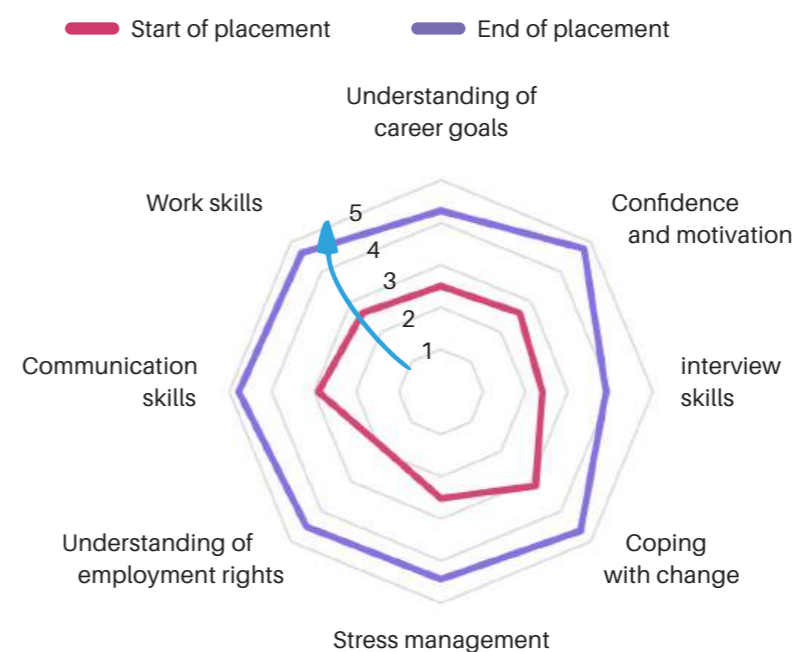 Start of placement
End of placement
Understanding of
career goals
Work skills
Confidence
and motivation
5
4
3
2
1
Communication
skills
interview
skills
Understanding of
employment rights
Coping
with change
Stress management